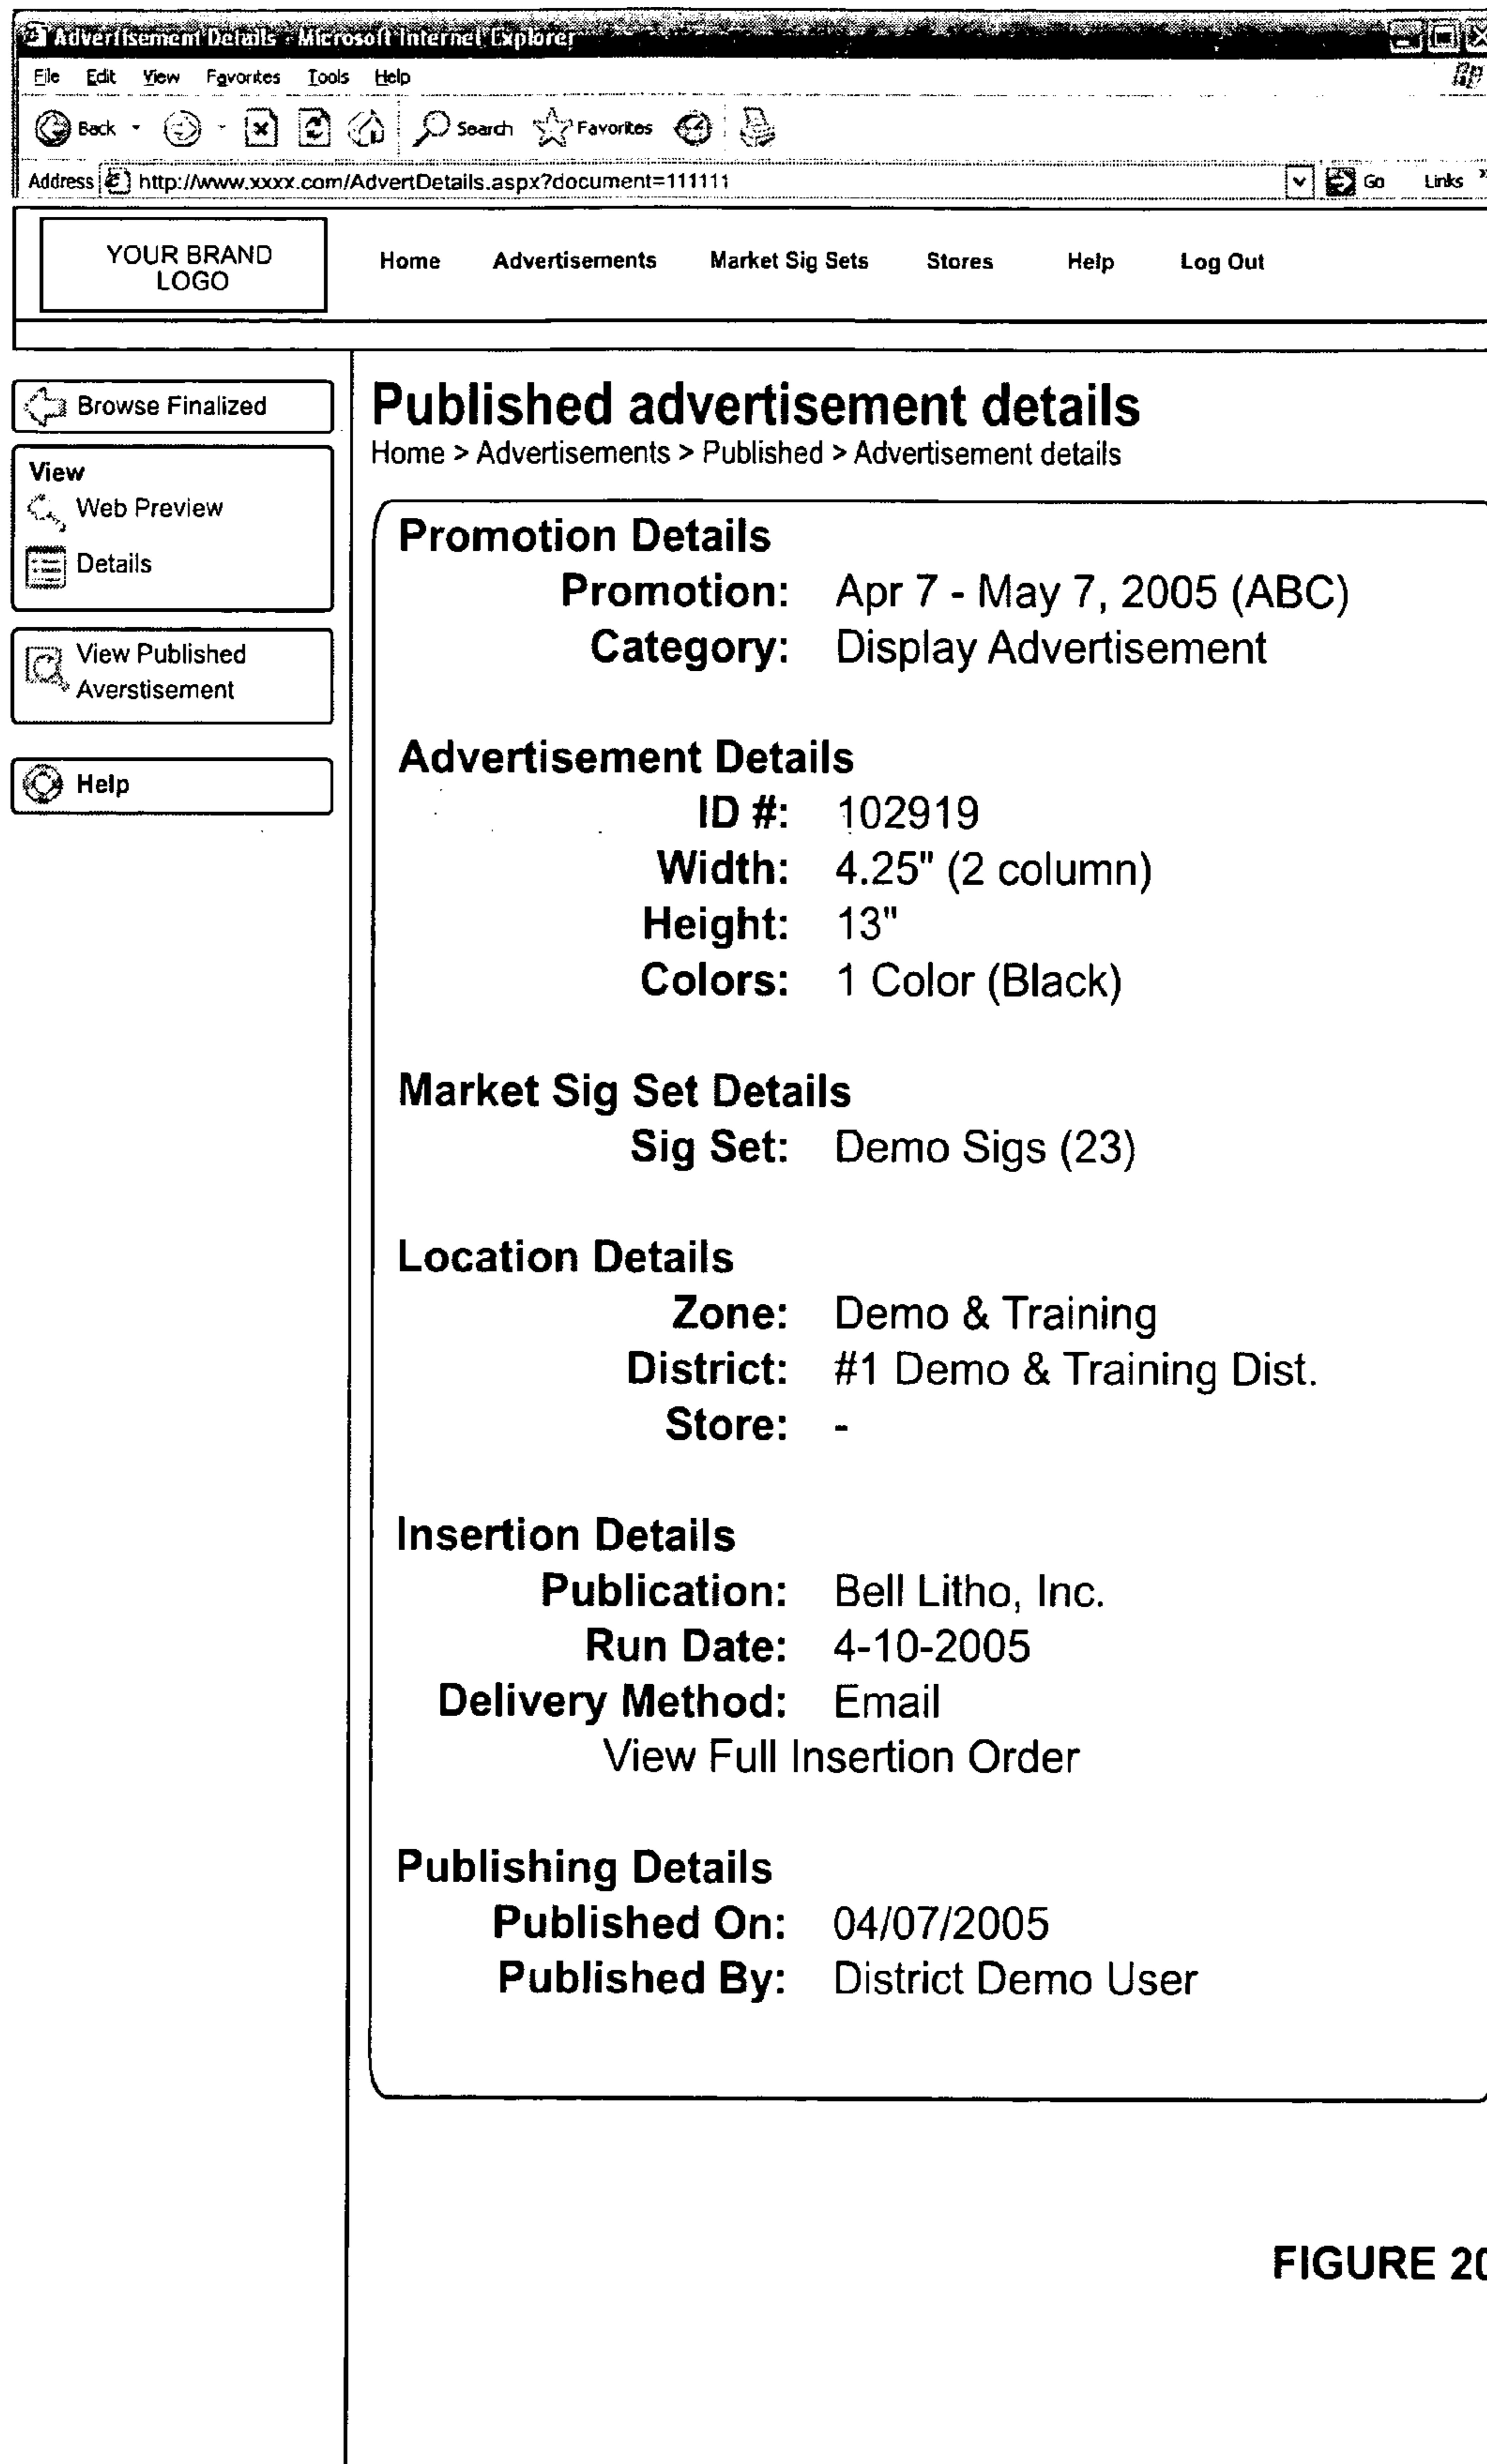 Advertisement Details - Microsoft Internet Explorer
File Edit View Favorites Tools Help
Back Search Favorites
Address http://www.xxxx.com/AdvertDetails.aspx?document=111111 Go Links »
YOUR BRAND
LOGO
Home Advertisements Market Sig Sets Stores Help Log Out
Browse Finalized
View
Web Preview
Details
View Published
Averstisement
Help
Published advertisement details
Home > Advertisements > Published > Advertisement details
Promotion Details
Promotion: Apr 7 - May 7, 2005 (ABC)
Category: Display Advertisement
Advertisement Details
ID #: 102919
Width: 4.25" (2 column)
Height: 13"
Colors: 1 Color (Black)
Market Sig Set Details
Sig Set: Demo Sigs (23)
Location Details
Zone: Demo & Training
District: #1 Demo & Training Dist.
Store: -
Insertion Details
Publication: Bell Litho, Inc.
Run Date: 4-10-2005
Delivery Method: Email
View Full Insertion Order
Publishing Details
Published On: 04/07/2005
Published By: District Demo User
FIGURE 20